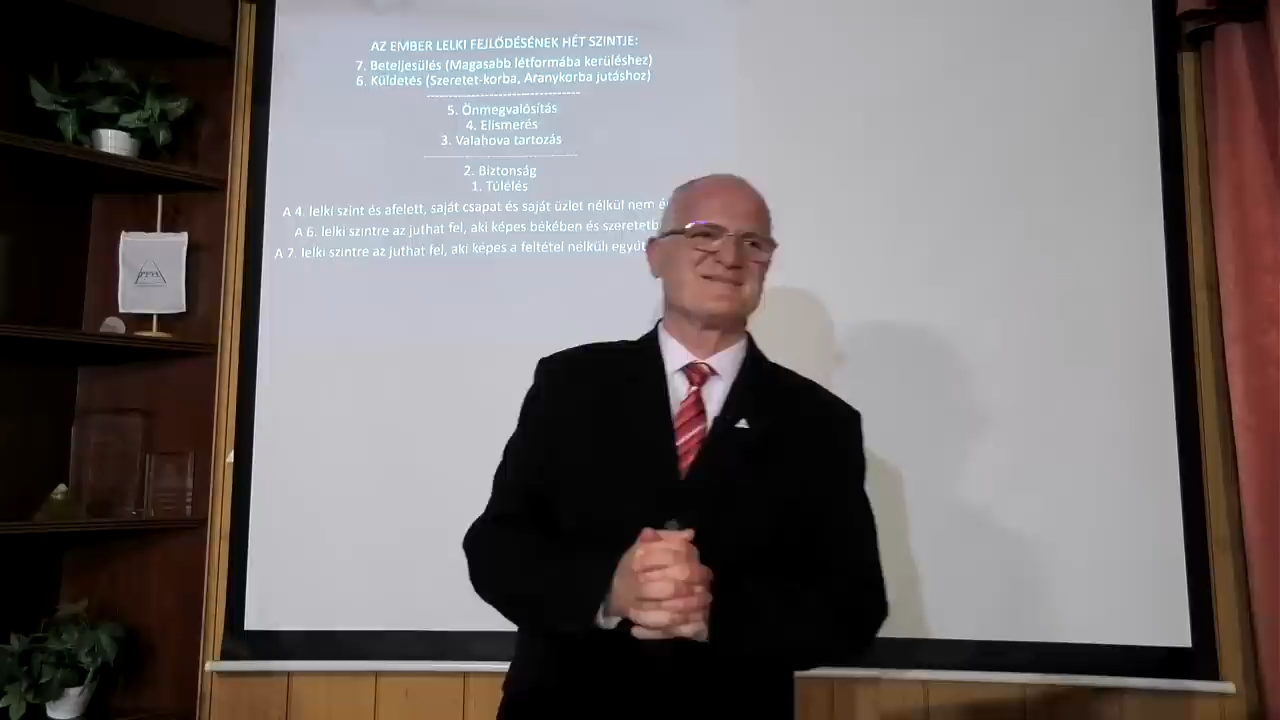 AZ EMBER LELKI FEJLŐDÉSÉNEK HÉT SZINTJE:
7. Beteljesülés (Magasabb létformába kerüléshez)
6. Küldetés (Szeretet-korba, Aranykorba jutáshoz)
5. Önmegvalósítás
4. Elismerés
3. Valahova tartozás
2. Biztonság
1. Túlélés
A 4. lelki szint és afelett, saját csapat és saját üzlet nélkül nem
A 6. lelki szintre az juthat fel, aki képes békében és
A 7. lelki szintre az juthat fel, aki képes a feltétel nélküli